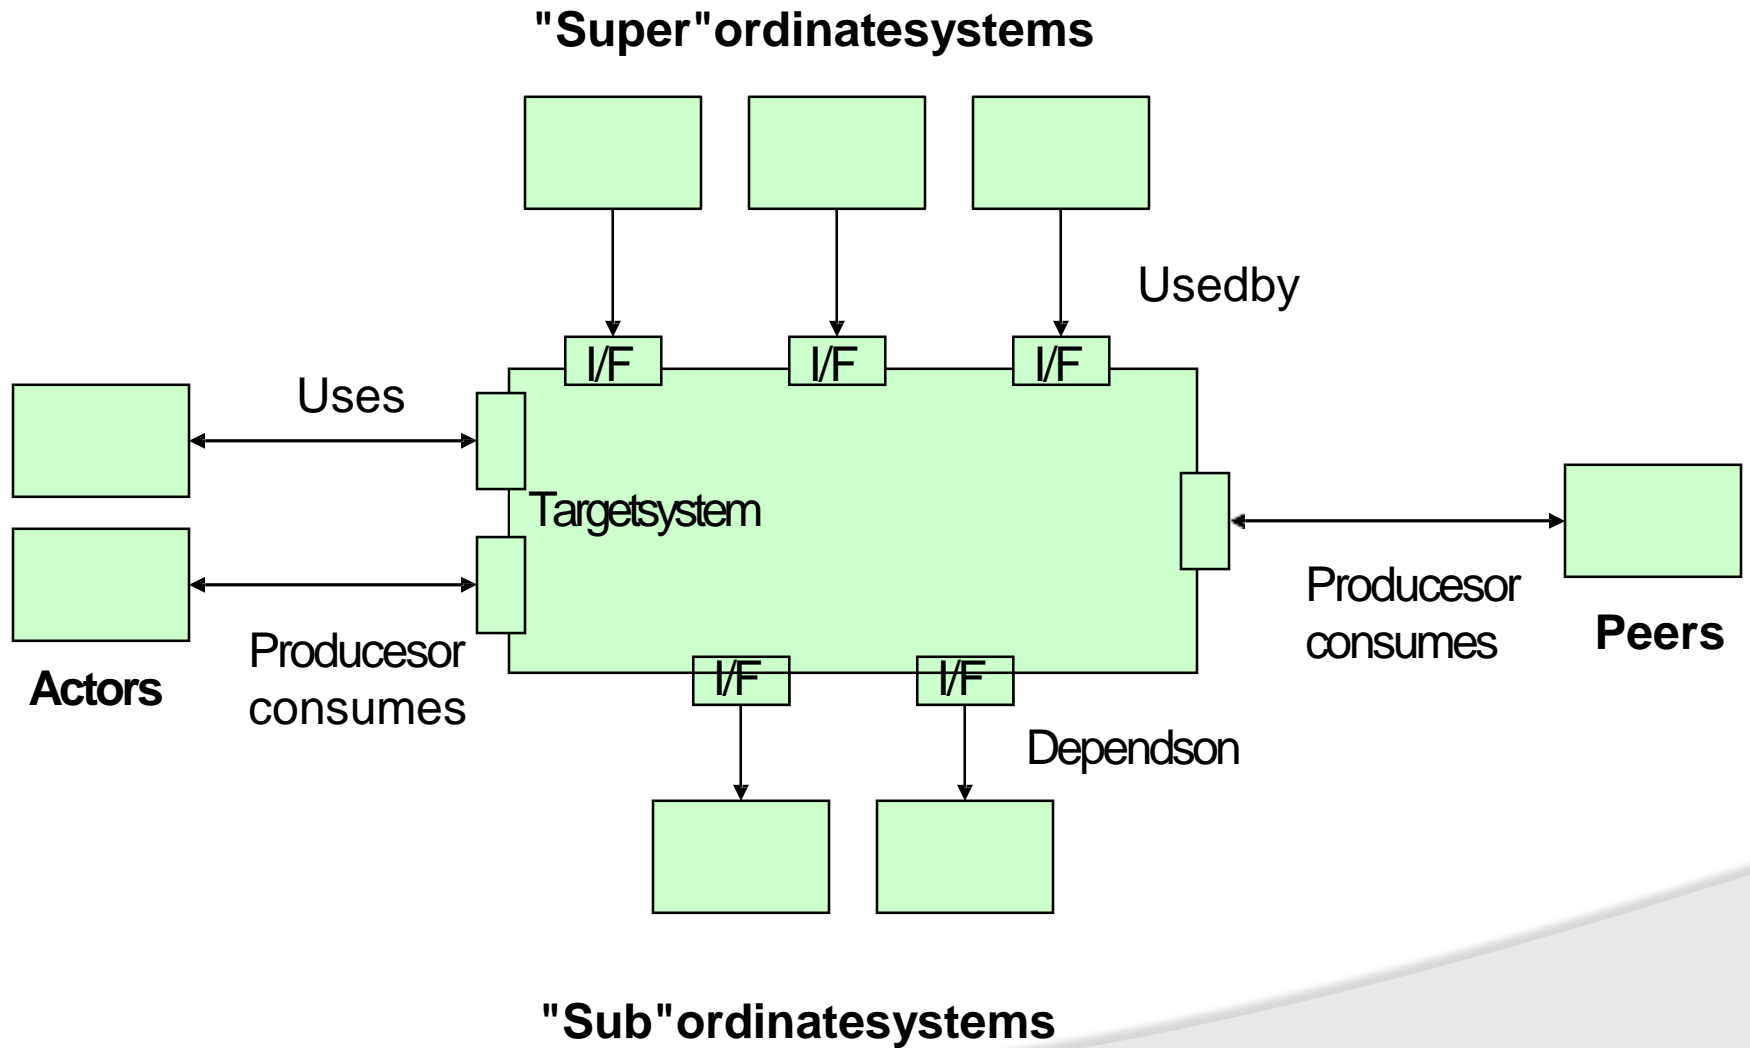 "Super"ordinatesystems
Usedby
I/F
I/F
I/F
Uses
Targetsystem
Producesor
consumes
Peers
Producesor
consumes
Actors
I/F
I/F
Dependson
"Sub"ordinatesystems